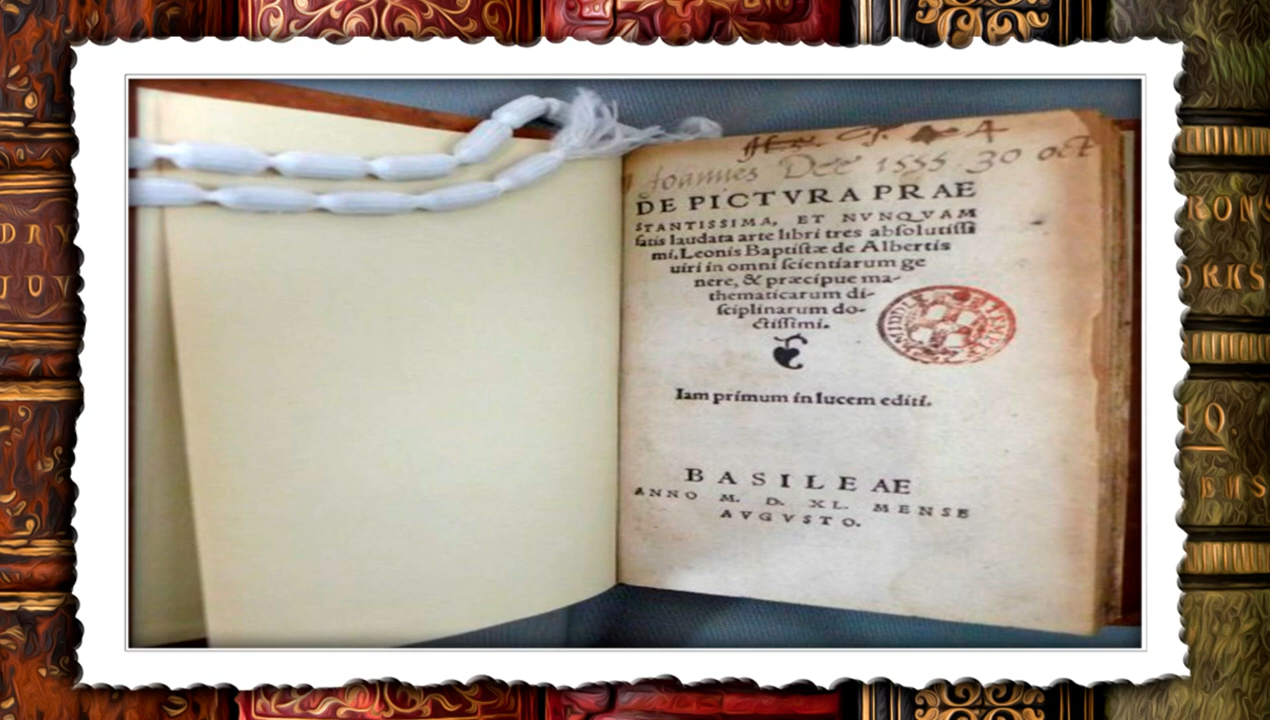 Joannes Dee 1555. 30 oct
DE PICTVRA PRAE
STANTISSIMA, ET NVNQVAM
satis laudata arte libri tres absolutissi
mi, Leonis Baptistæ de Albertis
uiri in omni scientiarum ge
nere, & præcipue ma-
thematicarum di-
sciplinarum do-
ctissimi.
Iam primum in lucem editi.
BASILEAE
ANNO M. D. XL. MENSE
AVGVSTO.